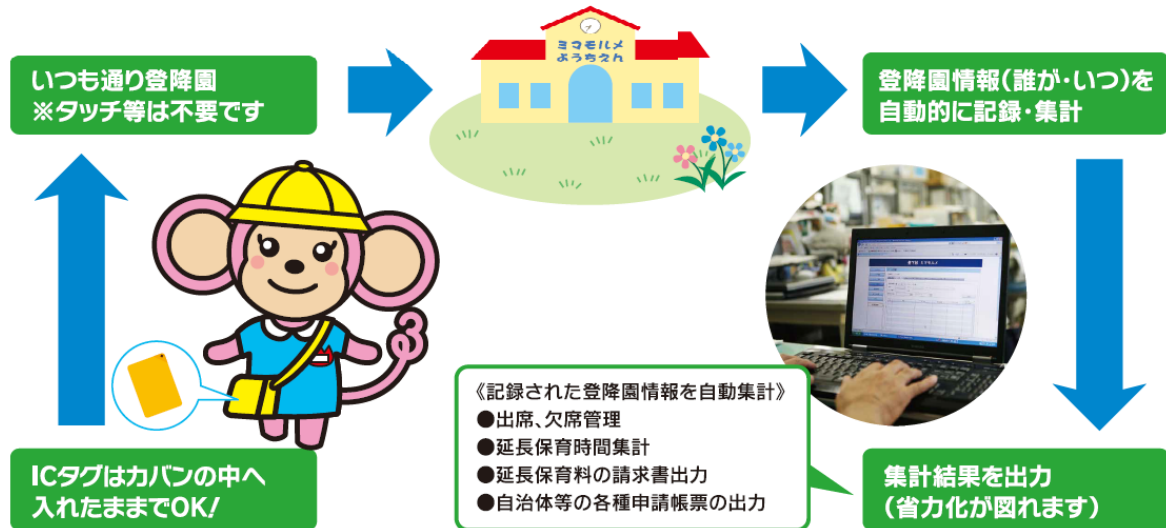 いつも通り登降園
※タッチ等は不要です
ミマモルメ
ようちえん
登降園情報(誰が・いつ)を
自動的に記録・集計
ICタグはカバンの中へ
入れたままでOK!
《記録された登降園情報を自動集計》
●出席、欠席管理
●延長保育時間集計
●延長保育料の請求書出力
●自治体等の各種申請帳票の出力
集計結果を出力
(省力化が図れます)